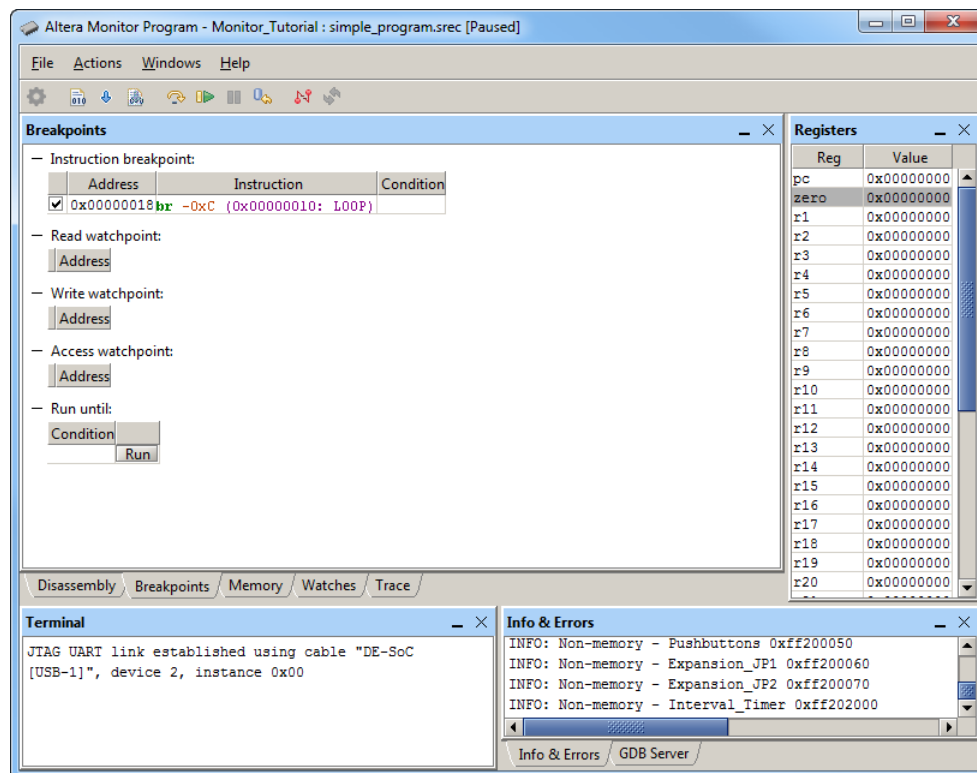 Altera Monitor Program - Monitor_Tutorial : simple_program.srec [Paused]
File Actions Windows Help
Breakpoints
Instruction breakpoint:
Address Instruction Condition
0x00000018 br -0xC (0x00000010: LOOP)
Read watchpoint:
Address
Write watchpoint:
Address
Access watchpoint:
Address
Run until:
Condition
Run
Disassembly Breakpoints Memory Watches Trace
Registers
Reg Value
pc 0x00000000
zero 0x00000000
r1 0x00000000
r2 0x00000000
r3 0x00000000
r4 0x00000000
r5 0x00000000
r6 0x00000000
r7 0x00000000
r8 0x00000000
r9 0x00000000
r10 0x00000000
r11 0x00000000
r12 0x00000000
r13 0x00000000
r14 0x00000000
r15 0x00000000
r16 0x00000000
r17 0x00000000
r18 0x00000000
r19 0x00000000
r20 0x00000000
Terminal
JTAG UART link established using cable "DE-SoC
[USB-1]", device 2, instance 0x00
Info & Errors
INFO: Non-memory - Pushbuttons 0xff200050
INFO: Non-memory - Expansion_JP1 0xff200060
INFO: Non-memory - Expansion_JP2 0xff200070
INFO: Non-memory - Interval_Timer 0xff202000
Info & Errors GDB Server